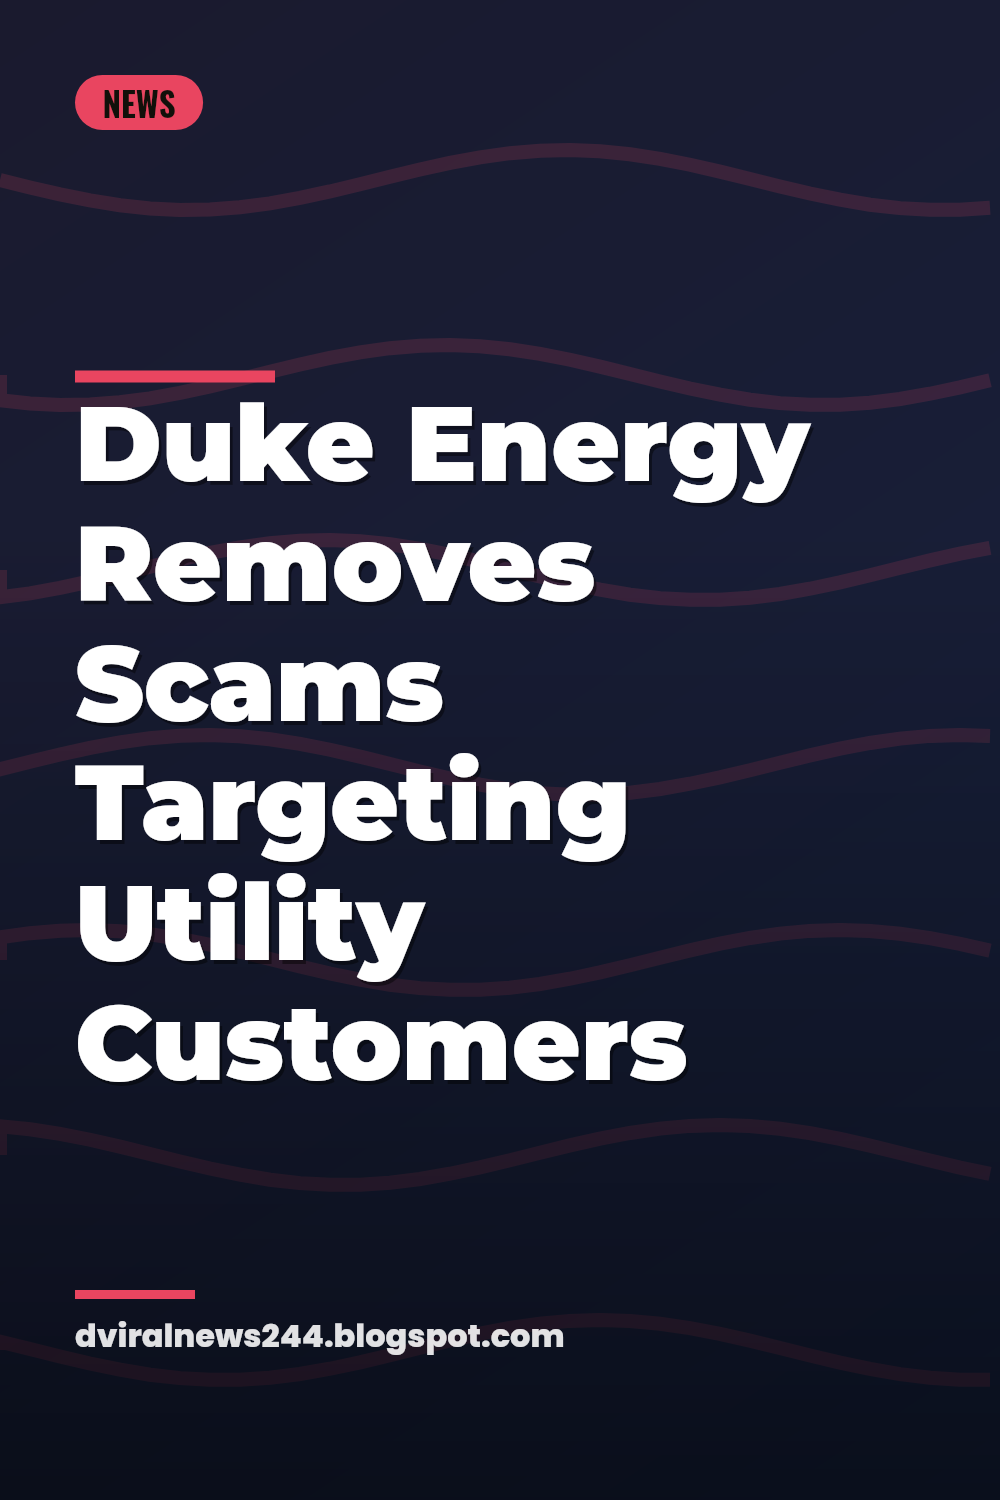 NEWS
Duke Energy
Removes
Scams
Targeting
Utility
Customers
dviralnews244.blogspot.com